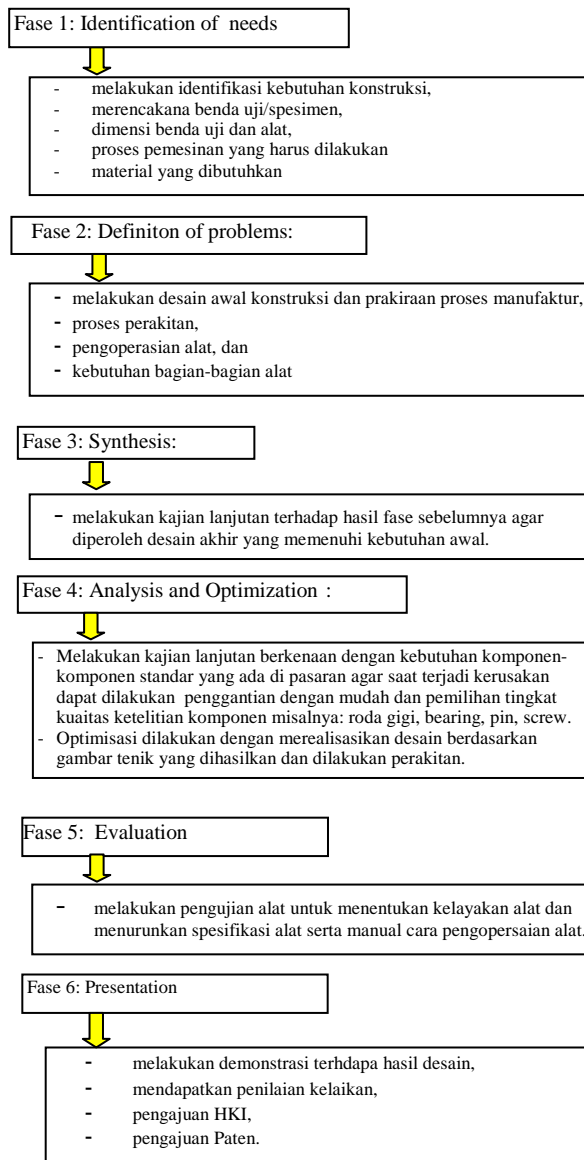 Fase 1: Identification of needs
- melakukan identifikasi kebutuhan konstruksi,
- merencakana benda uji/spesimen,
- dimensi benda uji dan alat,
- proses pemesinan yang harus dilakukan
- material yang dibutuhkan
Fase 2: Definiton of problems:
- melakukan desain awal konstruksi dan prakiraan proses manufaktur,
- proses perakitan,
- pengoperasian alat, dan
- kebutuhan bagian-bagian alat
Fase 3: Synthesis:
- melakukan kajian lanjutan terhadap hasil fase sebelumnya agar
diperoleh desain akhir yang memenuhi kebutuhan awal.
Fase 4: Analysis and Optimization :
- Melakukan kajian lanjutan berkenaan dengan kebutuhan komponen-
komponen standar yang ada di pasaran agar saat terjadi kerusakan
dapat dilakukan penggantian dengan mudah dan pemilihan tingkat
kuaitas ketelitian komponen misalnya: roda gigi, bearing, pin, screw.
- Optimisasi dilakukan dengan merealisasikan desain berdasarkan
gambar tenik yang dihasilkan dan dilakukan perakitan.
Fase 5: Evaluation
- melakukan pengujian alat untuk menentukan kelayakan alat dan
menurunkan spesifikasi alat serta manual cara pengopersaian alat.
Fase 6: Presentation
- melakukan demonstrasi terhdapa hasil desain,
- mendapatkan penilaian kelaikan,
- pengajuan HKI,
- pengajuan Paten.